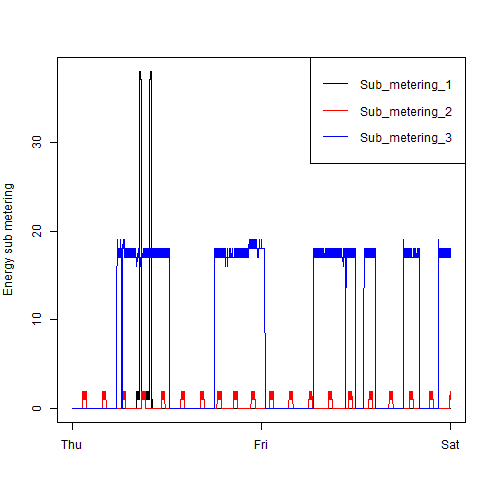 Sub_metering_1
Sub_metering_2
Sub_metering_3
Energy sub metering
30
20
10
0
Thu Fri Sat